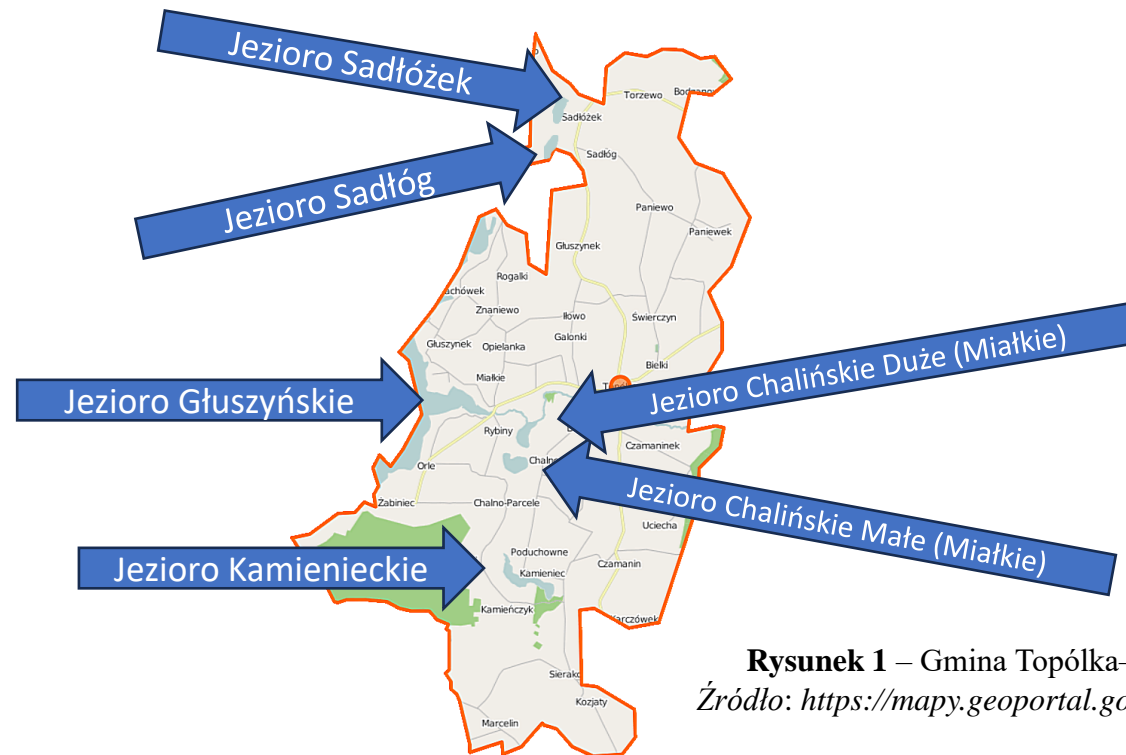 Jezioro Sadłóżek
Torzewo
Sadłóżek
Sadłóg
Jezioro Sadłóg
Paniewo
Paniewek
Głuszynek
Rogalki
Znaniewo
Iłowo
Świerczyn
Głuszynek
Opielanka
Galonki
Bielki
Miałkie
Jezioro Chalińskie Duże (Miałkie)
Jezioro Głuszyńskie
Rybiny
Czamaninek
Orle
Żabiniec
Chalno-Parcele
Jezioro Chalińskie Małe (Miałkie)
Uciecha
Poduchowne
Czamanin
Jezioro Kamienieckie
Kamieniec
Kamieńczyk
Kozjaty
Marcelin
Rysunek 1 – Gmina Topólka–
Źródło: https://mapy.geoportal.go